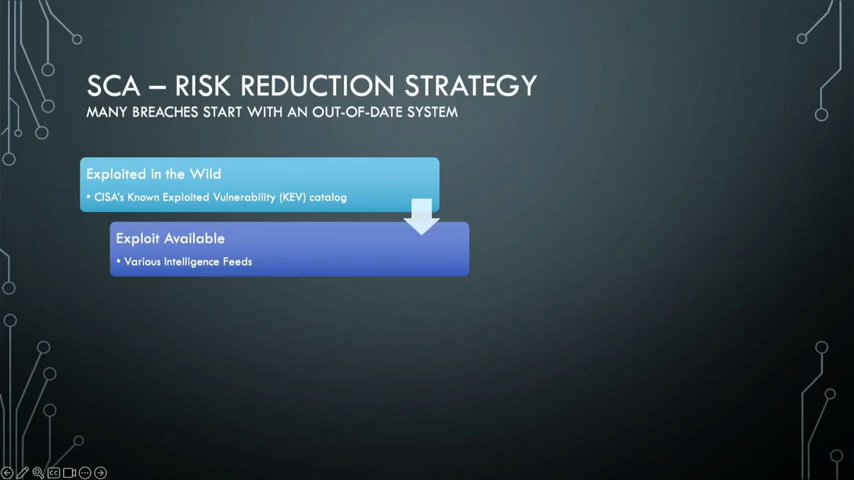 SCA – RISK REDUCTION STRATEGY
MANY BREACHES START WITH AN OUT-OF-DATE SYSTEM
Exploited in the Wild
• CISA's Known Exploited Vulnerability (KEV) catalog
Exploit Available
• Various Intelligence Feeds